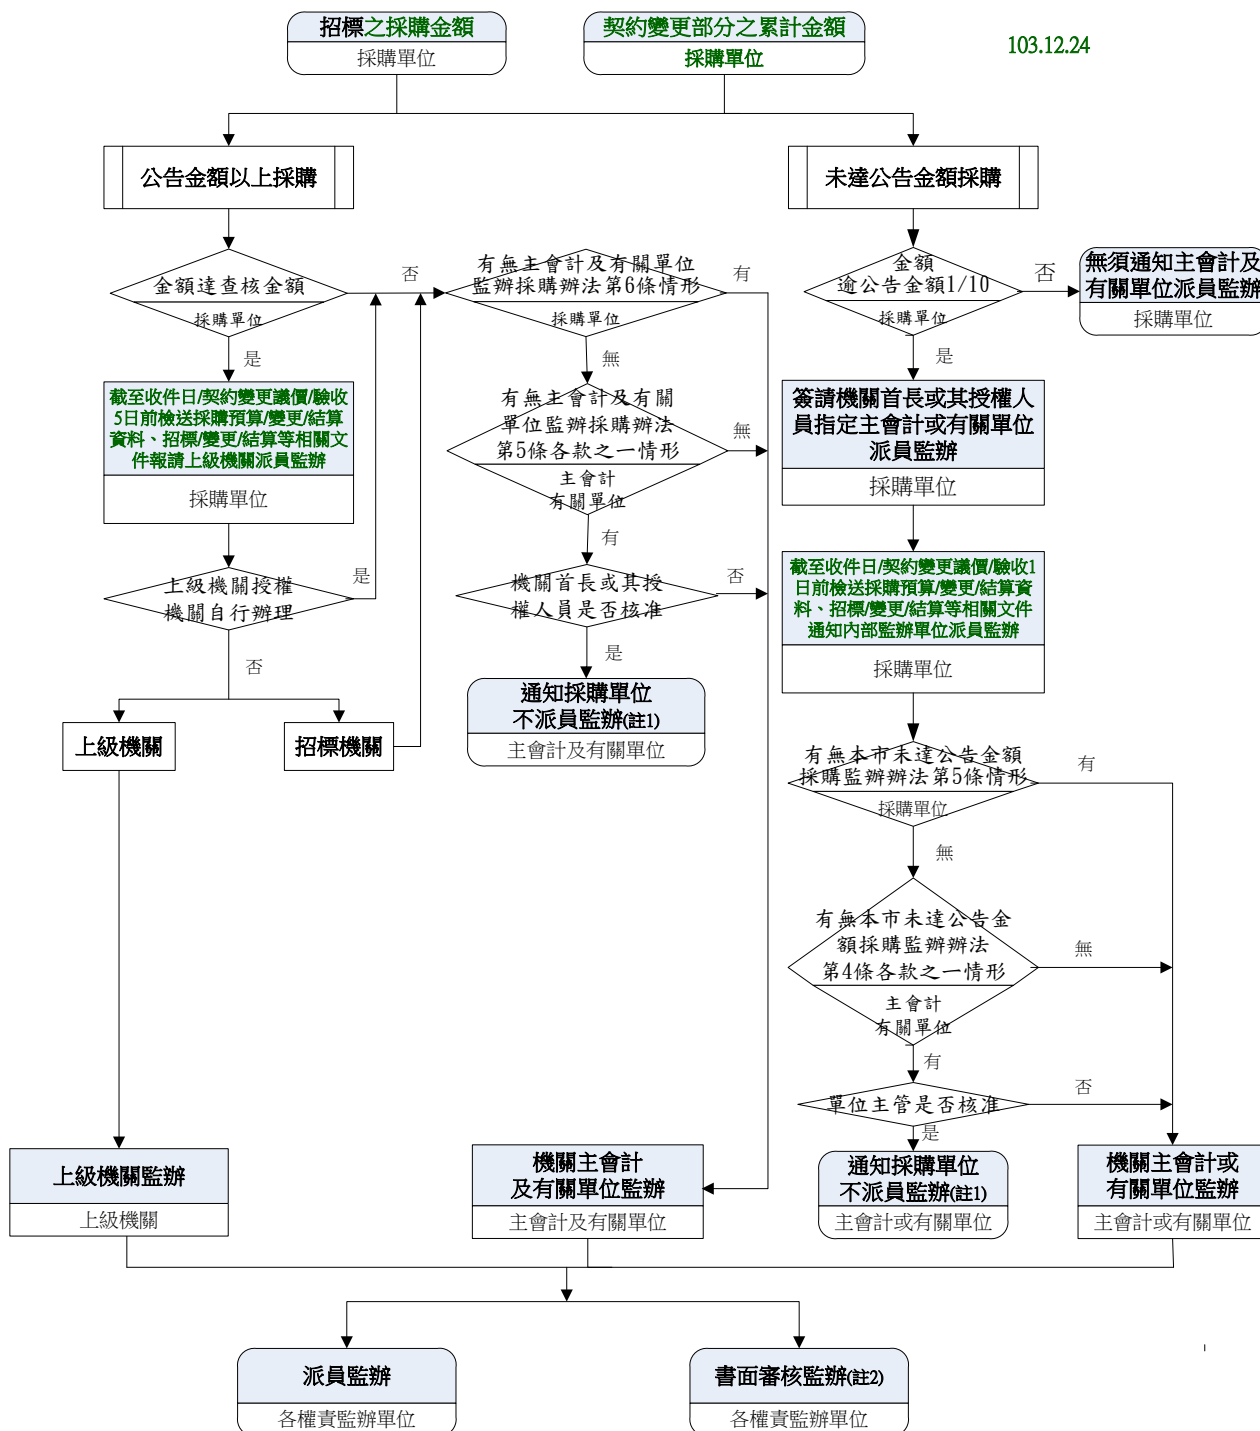 招標之採購金額
採購單位
契約變更部分之累計金額
採購單位
103.12.24
公告金額以上採購
未達公告金額採購
金額達查核金額
採購單位
否
是
有無主會計及有關單位
監辦採購辦法第6條情形
採購單位
有
無
金額
逾公告金額1/10
採購單位
否
是
無須通知主會計及
有關單位派員監辦
採購單位
截至收件日/契約變更議價/驗收
5日前檢送採購預算/變更/結算
資料、招標/變更/結算等相關文
件報請上級機關派員監辦
採購單位
有無主會計及有關
單位監辦採購辦法
第5條各款之一情形
主會計
有關單位
無
有
簽請機關首長或其授權人
員指定主會計或有關單位
派員監辦
採購單位
上級機關授權
機關自行辦理
是
否
機關首長或其授
權人員是否核准
否
是
截至收件日/契約變更議價/驗收1
日前檢送採購預算/變更/結算資
料、招標/變更/結算等相關文件
通知內部監辦單位派員監辦
採購單位
上級機關
招標機關
通知採購單位
不派員監辦(註1)
主會計及有關單位
有無本市未達公告金額
採購監辦辦法第5條情形
採購單位
有
無
有無本市未達公告金
額採購監辦辦法
第4條各款之一情形
主會計
有關單位
無
有
單位主管是否核准
否
是
上級機關監辦
上級機關
機關主會計
及有關單位監辦
主會計及有關單位
通知採購單位
不派員監辦(註1)
主會計或有關單位
機關主會計或
有關單位監辦
主會計或有關單位
派員監辦
各權責監辦單位
書面審核監辦(註2)
各權責監辦單位